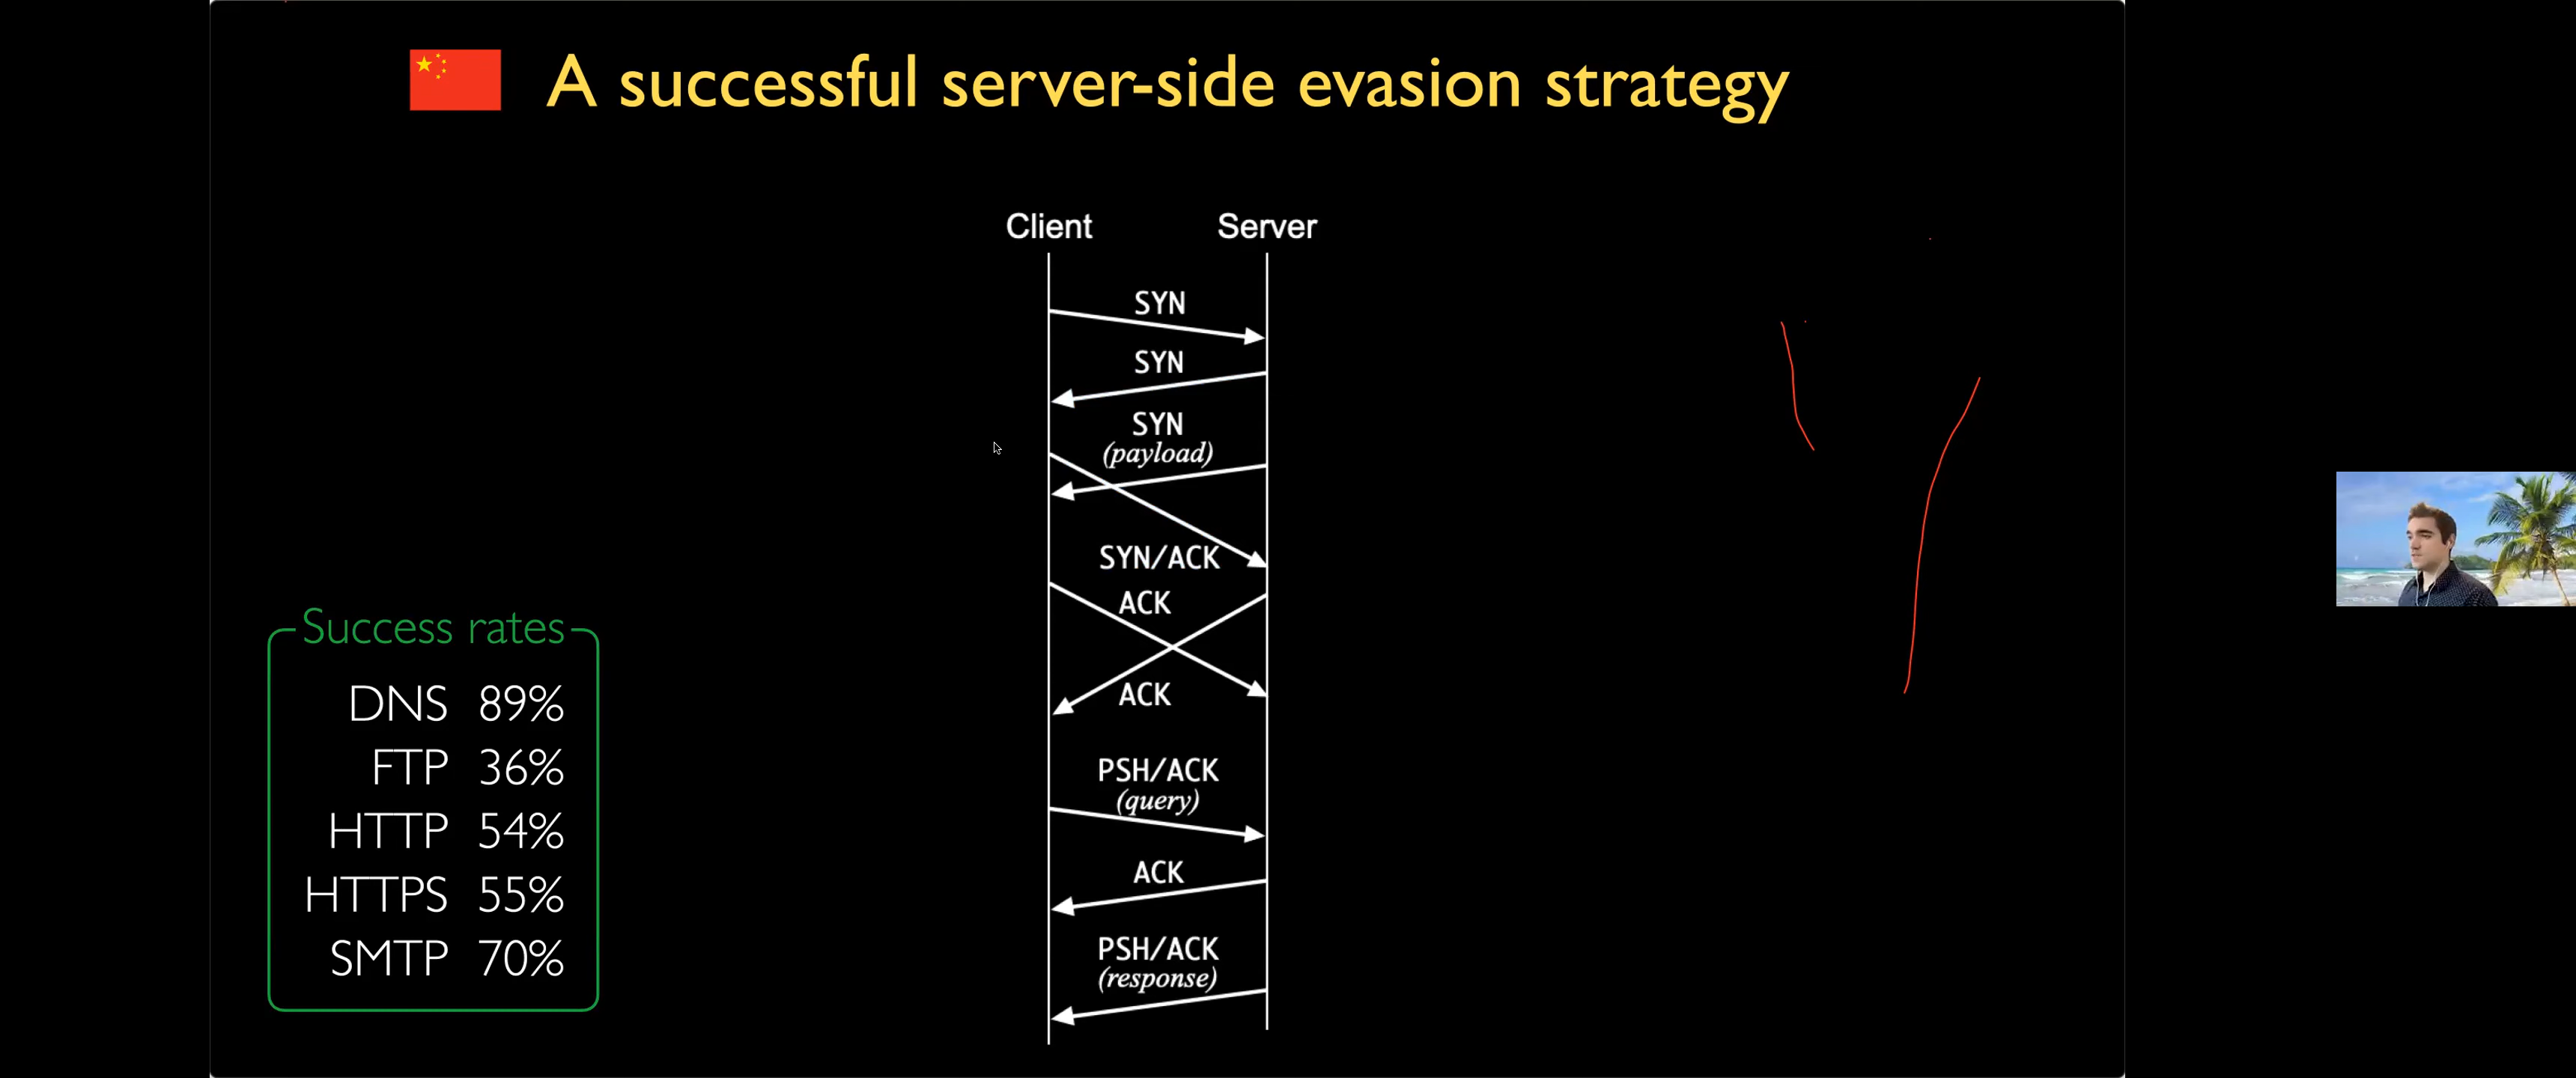 A successful server-side evasion strategy
Client Server
SYN
SYN
SYN
(payload)
SYN/ACK
ACK
ACK
PSH/ACK
(query)
ACK
PSH/ACK
(response)
Success rates
DNS 89%
FTP 36%
HTTP 54%
HTTPS 55%
SMTP 70%